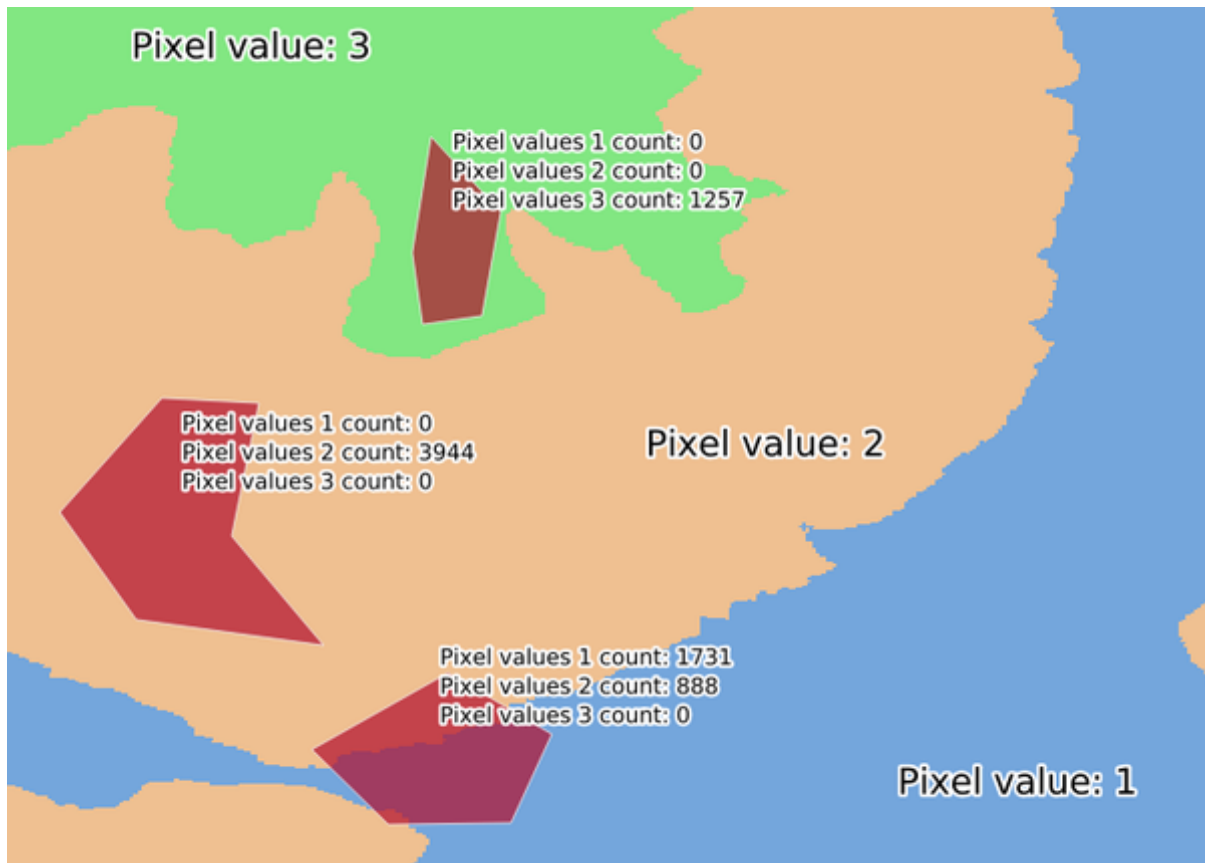 Pixel value: 3
Pixel values 1 count: 0
Pixel values 2 count: 0
Pixel values 3 count: 1257
Pixel values 1 count: 0
Pixel values 2 count: 3944
Pixel values 3 count: 0
Pixel value: 2
Pixel values 1 count: 1731
Pixel values 2 count: 888
Pixel values 3 count: 0
Pixel value: 1